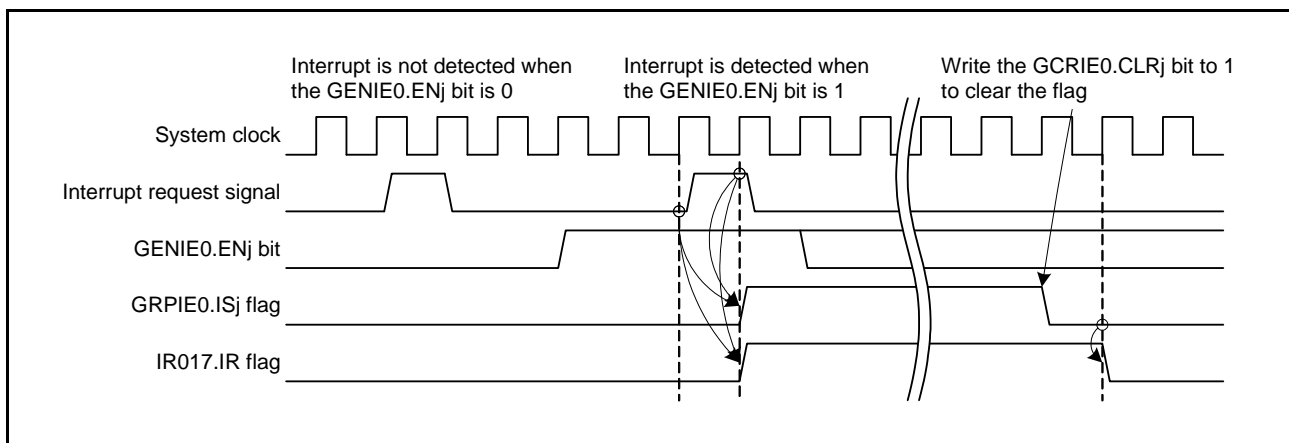 Interrupt is not detected when
the GENIE0.ENj bit is 0
Interrupt is detected when
the GENIE0.ENj bit is 1
Write the GCRIE0.CLRj bit to 1
to clear the flag
System clock
Interrupt request signal
GENIE0.ENj bit
GRPIE0.ISj flag
IR017.IR flag